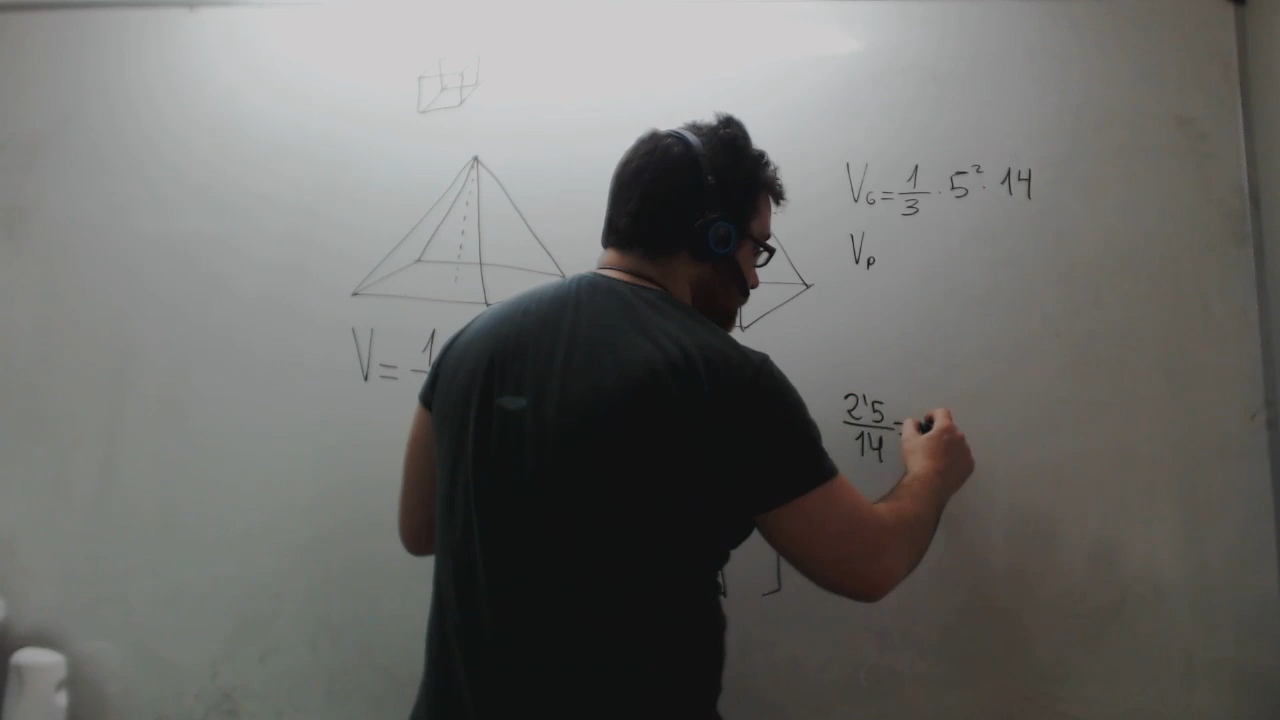 V_G = 1/3 · 5² · 14
V_P
V = 1
2'5/14 =